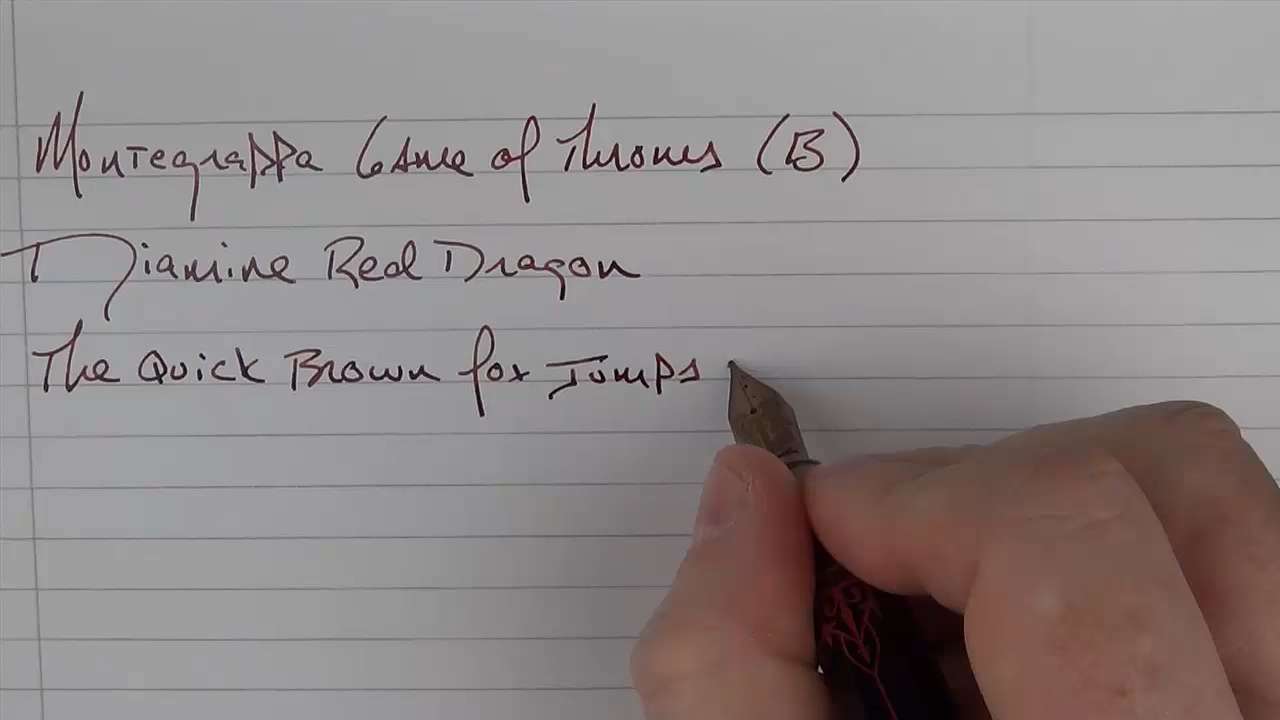 Montegrappa Game of Thrones (B)
Diamine Red Dragon
The Quick Brown fox Jumps